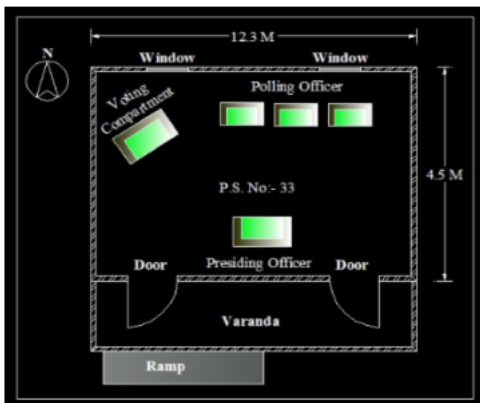 12.3 M
N
Window
Window
Voting
Compartment
Polling Officer
4.5 M
P.S. No:- 33
Door
Presiding Officer
Door
Varanda
Ramp